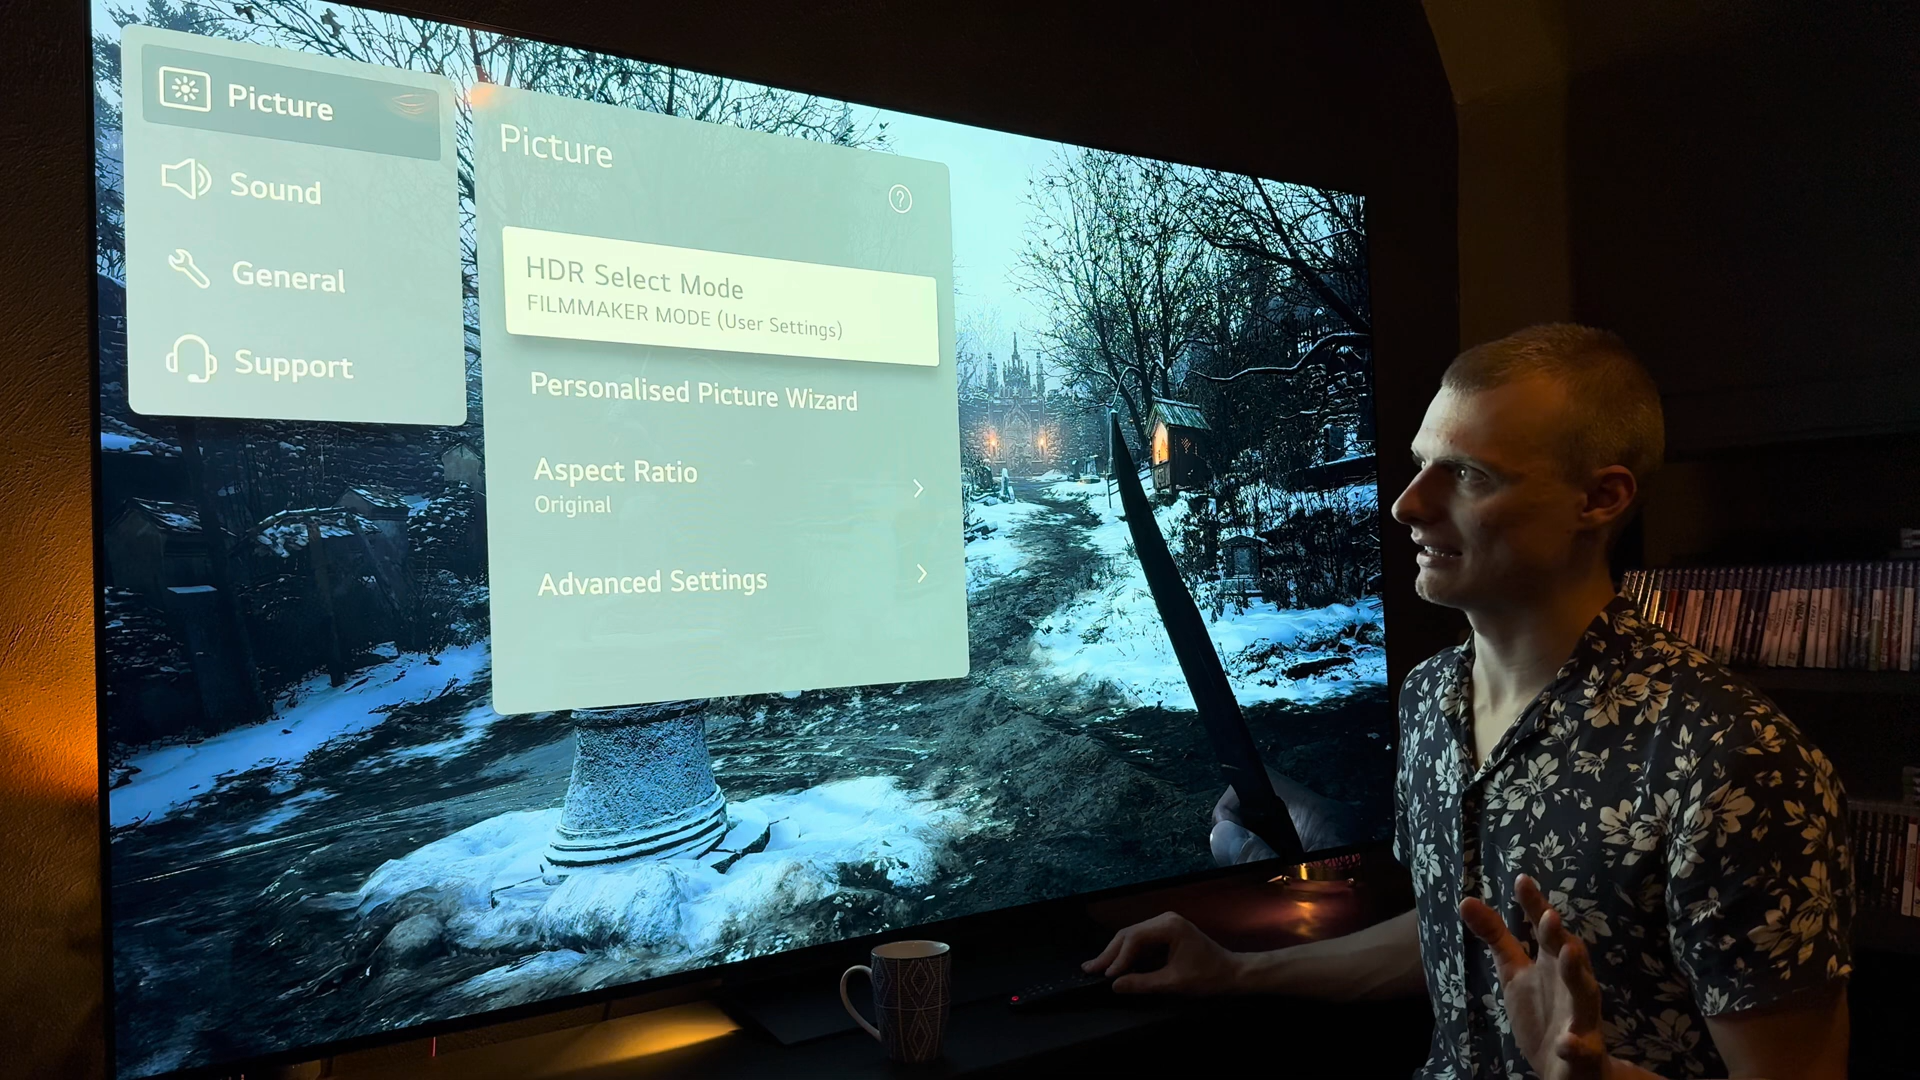 Picture
Sound
General
Support
Picture
?
HDR Select Mode
FILMMAKER MODE (User Settings)
Personalised Picture Wizard
Aspect Ratio
Original
Advanced Settings